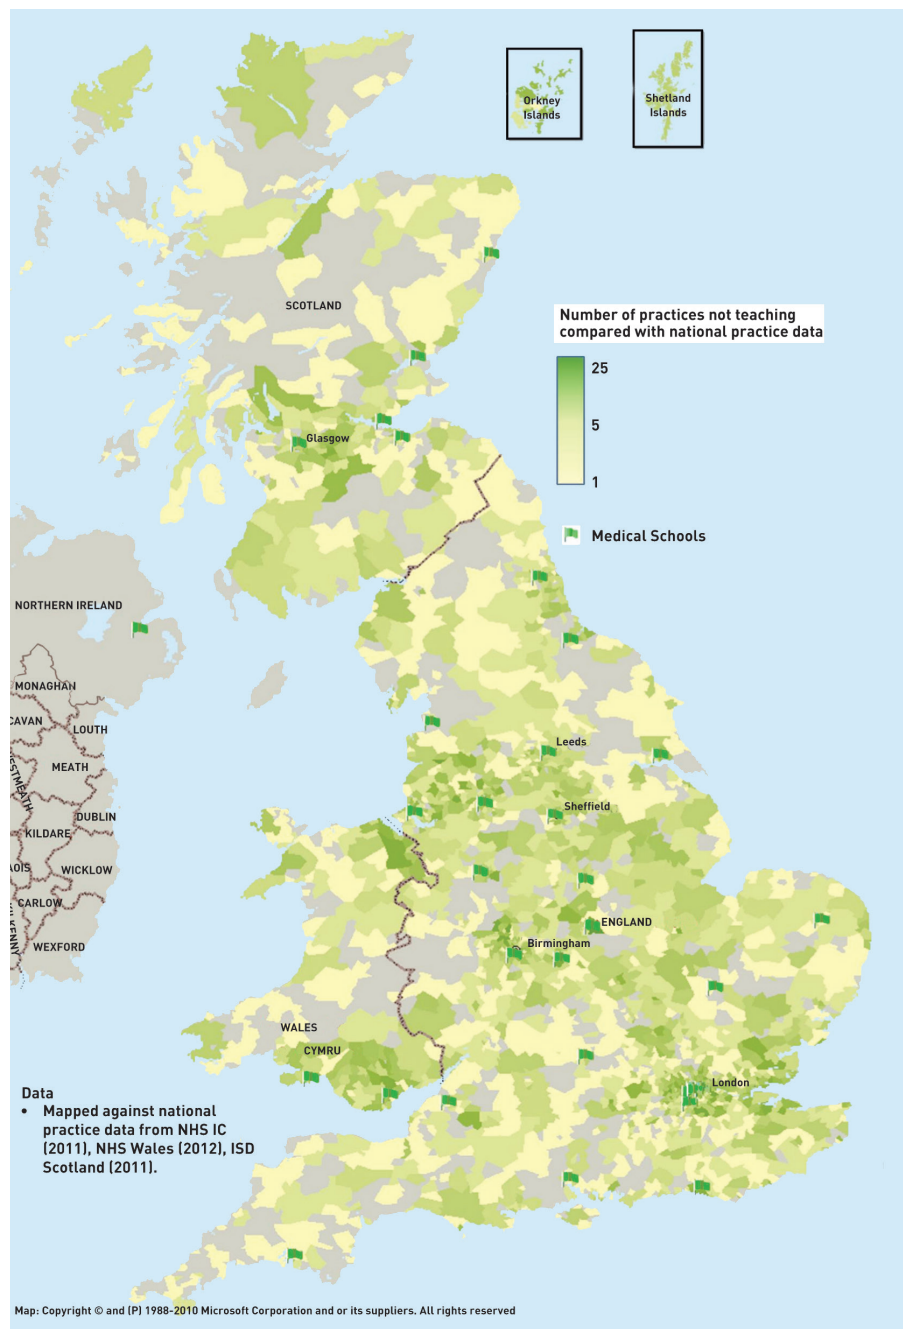 Orkney
Islands
Shetland
Islands
SCOTLAND
Number of practices not teaching
compared with national practice data
25
5
1
Medical Schools
Glasgow
NORTHERN IRELAND
MONAGHAN
CAVAN
LOUTH
MEATH
ESTMEATH
DUBLIN
KILDARE
AOIS
WICKLOW
CARLOW
KILKENNY
WEXFORD
Leeds
Sheffield
ENGLAND
Birmingham
WALES
CYMRU
London
Data
• Mapped against national
practice data from NHS IC
(2011), NHS Wales (2012), ISD
Scotland (2011).
Map: Copyright © and (P) 1988-2010 Microsoft Corporation and or its suppliers. All rights reserved